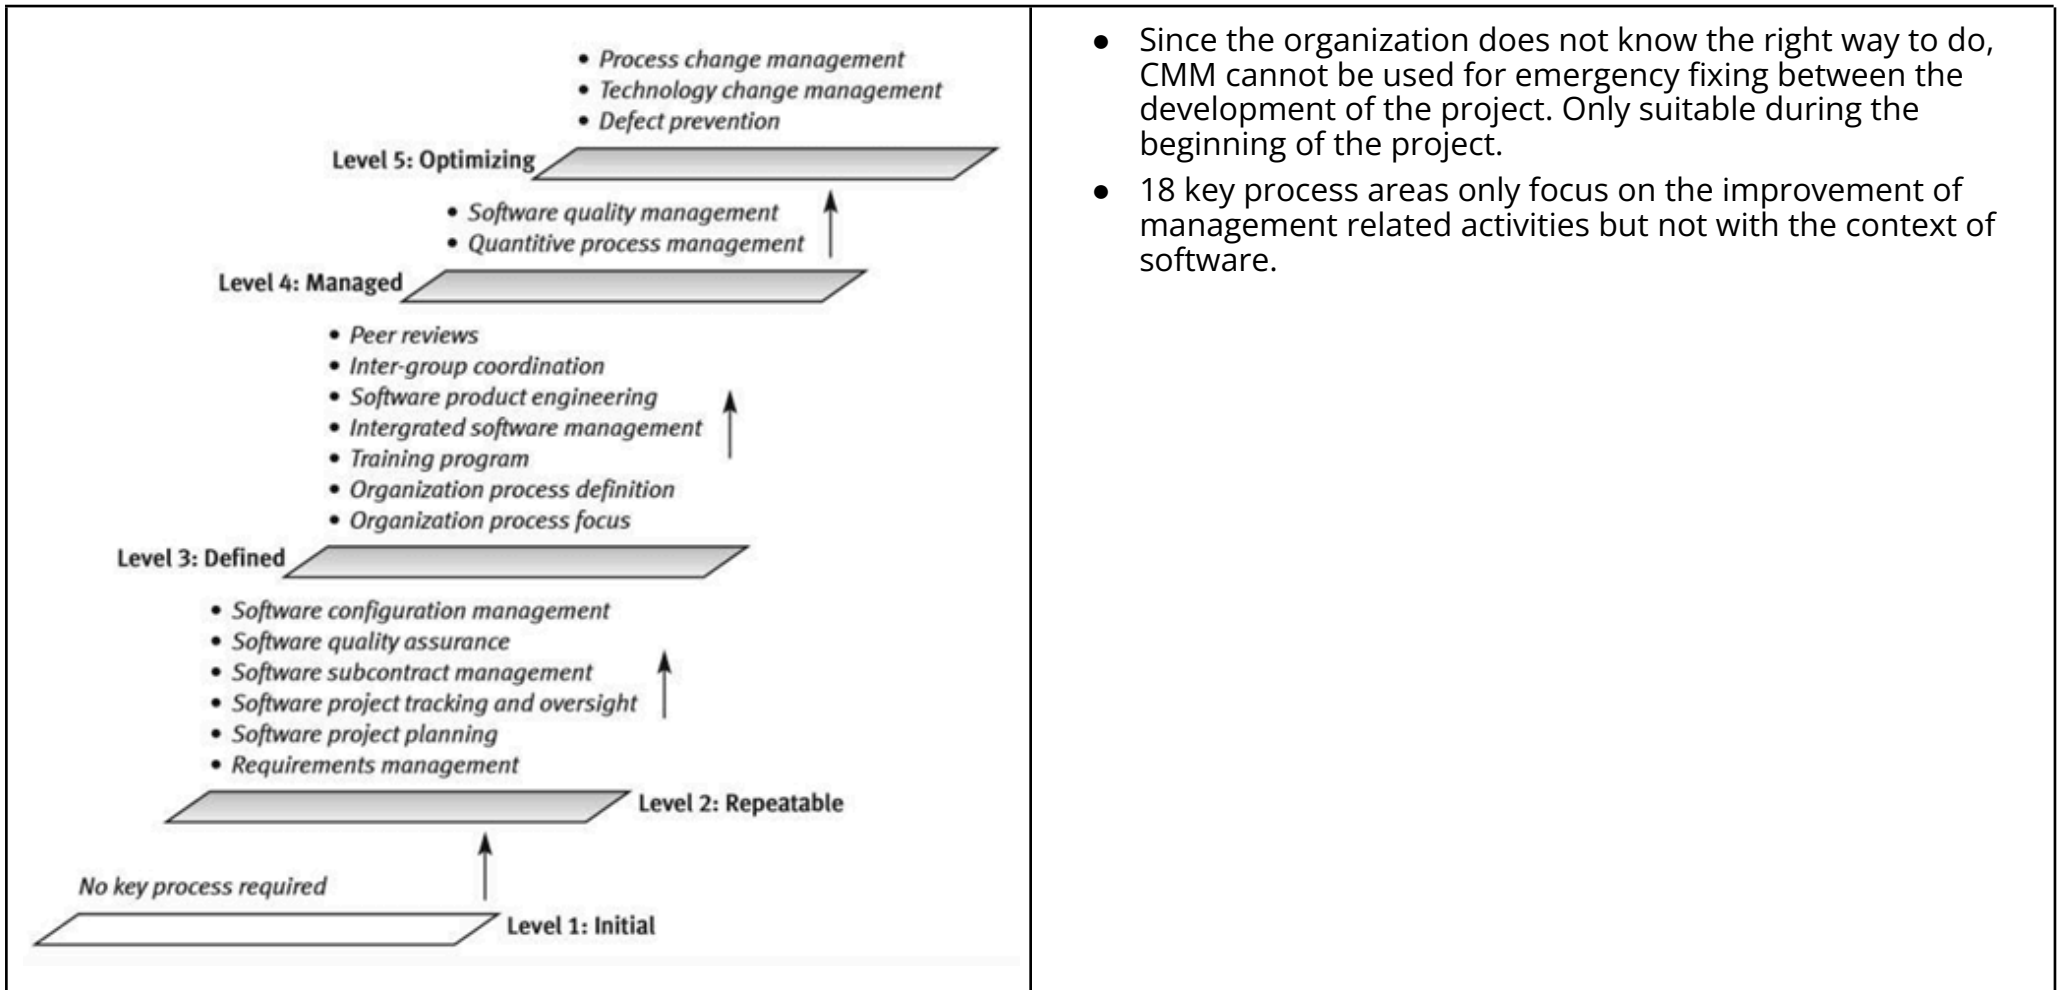 • Process change management
• Technology change management
• Defect prevention
Level 5: Optimizing
• Software quality management
• Quantitive process management
Level 4: Managed
• Peer reviews
• Inter-group coordination
• Software product engineering
• Intergrated software management
• Training program
• Organization process definition
• Organization process focus
Level 3: Defined
• Software configuration management
• Software quality assurance
• Software subcontract management
• Software project tracking and oversight
• Software project planning
• Requirements management
Level 2: Repeatable
No key process required
Level 1: Initial
● Since the organization does not know the right way to do,
CMM cannot be used for emergency fixing between the
development of the project. Only suitable during the
beginning of the project.
● 18 key process areas only focus on the improvement of
management related activities but not with the context of
software.